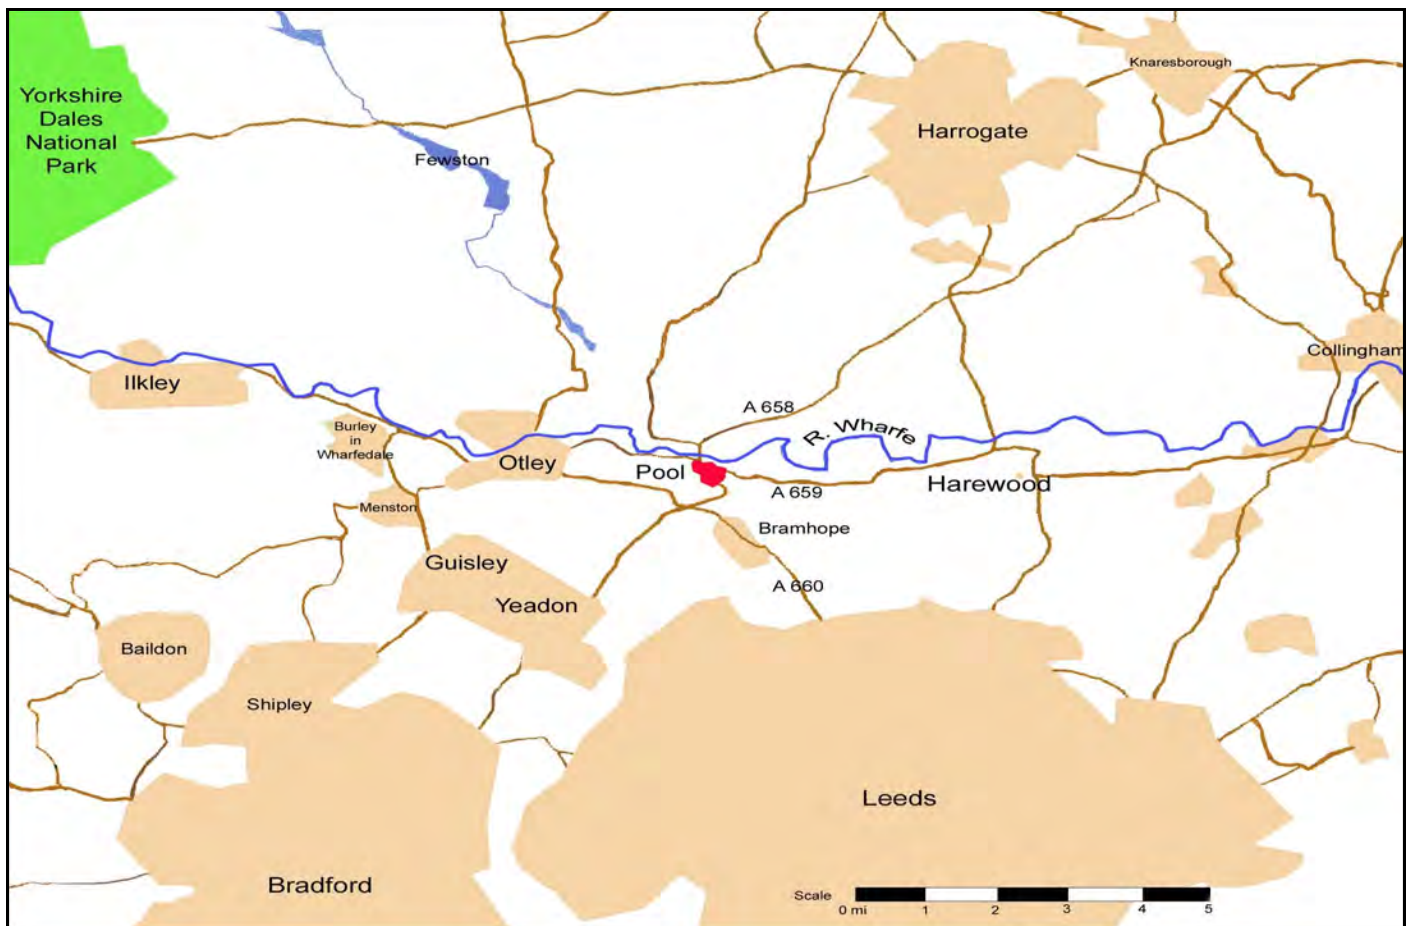 Yorkshire
Dales
National
Park
Knaresborough
Harrogate
Fewston
Collingham
Ilkley
A 658
R. Wharfe
Burley
in
Wharfedale
Otley
Pool
A 659
Harewood
Menston
Bramhope
Guisley
A 660
Yeadon
Baildon
Shipley
Leeds
Bradford
Scale
0 mi 1 2 3 4 5